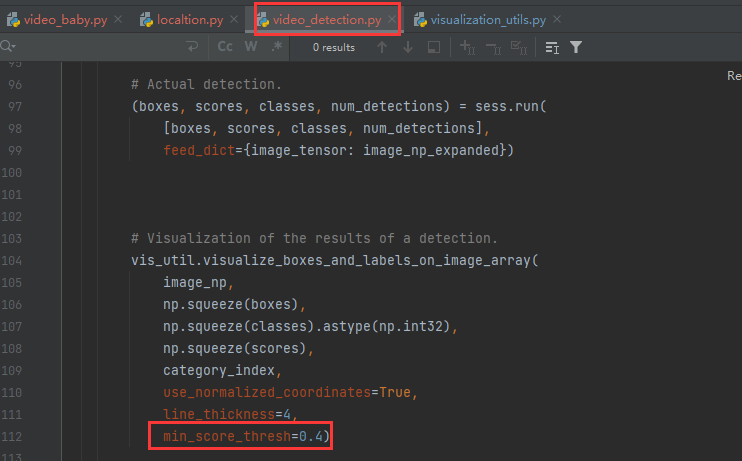 video_baby.py × localtion.py × video_detection.py × visualization_utils.py ×
Cc W .* 0 results
95
Re
96 # Actual detection.
97 (boxes, scores, classes, num_detections) = sess.run(
98 [boxes, scores, classes, num_detections],
99 feed_dict={image_tensor: image_np_expanded})
100
101
102
103 # Visualization of the results of a detection.
104 vis_util.visualize_boxes_and_labels_on_image_array(
105 image_np,
106 np.squeeze(boxes),
107 np.squeeze(classes).astype(np.int32),
108 np.squeeze(scores),
109 category_index,
110 use_normalized_coordinates=True,
111 line_thickness=4,
112 min_score_thresh=0.4)